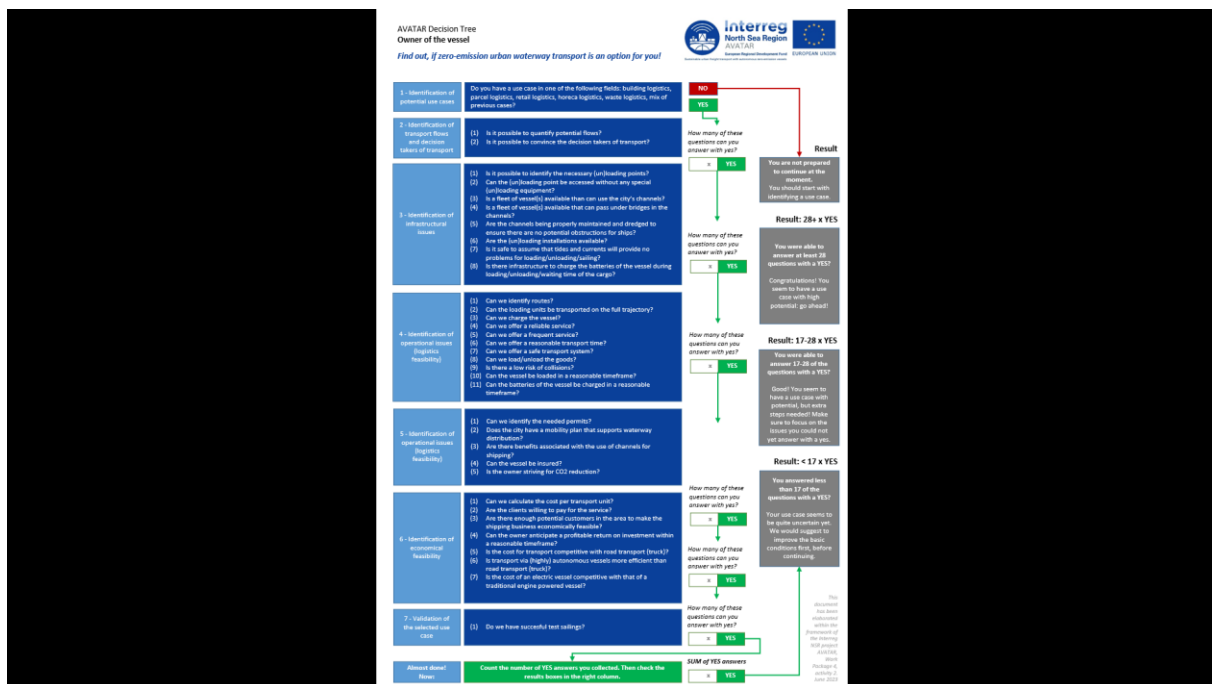 AVATAR Decision Tree
Owner of the vessel
Find out, if zero-emission urban waterway transport is an option for you!
Interreg
North Sea Region
AVATAR
European Regional Development Fund
EUROPEAN UNION
1 - Identification of
potential use cases
Do you have a use case in one of the following fields: building logistics,
parcel logistics, retail logistics, horeca logistics, waste logistics, mix of
previous cases?
NO
YES
2 - Identification of
transport flows
and decision
takers of transport
(1) Is it possible to quantify potential flows?
(2) Is it possible to convince the decision takers of transport?
How many of these
questions can you
answer with yes?
x YES
Result
You are not prepared
to continue at the
moment.
You should start with
identifying a use case.
3 - Identification of
infrastructural
issues
(1) Is it possible to identify the necessary (un)loading points?
(2) Can the (un)loading point be accessed without any special
(un)loading equipment?
(3) Is a fleet of vessel(s) available than can use the city's channels?
(4) Is a fleet of vessel(s) available that can pass under bridges in the
channels?
(5) Are the channels being properly maintained and dredged to
ensure there are no potential obstructions for ships?
(6) Are the (un)loading installations available?
(7) Is it safe to assume that tides and currents will provide no
problems for loading/unloading/sailing?
(8) Is there infrastructure to charge the batteries of the vessel during
loading/unloading/waiting time of the cargo?
How many of these
questions can you
answer with yes?
x YES
Result: 28+ x YES
You were able to
answer at least 28
questions with a YES?
Congratulations! You
seem to have a use
case with high
potential: go ahead!
4 - Identification of
operational issues
(logistics
feasibility)
(1) Can we identify routes?
(2) Can the loading units be transported on the full trajectory?
(3) Can we charge the vessel?
(4) Can we offer a reliable service?
(5) Can we offer a frequent service?
(6) Can we offer a reasonable transport time?
(7) Can we offer a safe transport system?
(8) Can we load/unload the goods?
(9) Is there a low risk of collisions?
(10) Can the vessel be loaded in a reasonable timeframe?
(11) Can the batteries of the vessel be charged in a reasonable
timeframe?
How many of these
questions can you
answer with yes?
x YES
Result: 17-28 x YES
You were able to
answer 17-28 of the
questions with a YES?
Good! You seem to
have a use case with
potential, but extra
steps needed! Make
sure to focus on the
issues you could not
yet answer with a yes.
5 - Identification of
operational issues
(logistics
feasibility)
(1) Can we identify the needed permits?
(2) Does the city have a mobility plan that supports waterway
distribution?
(3) Are there benefits associated with the use of channels for
shipping?
(4) Can the vessel be insured?
(5) Is the owner striving for CO2 reduction?
How many of these
questions can you
answer with yes?
x YES
Result: < 17 x YES
You answered less
than 17 of the
questions with a YES?
Your use case seems to
be quite uncertain yet.
We would suggest to
improve the basic
conditions first, before
continuing.
6 - Identification of
economical
feasibility
(1) Can we calculate the cost per transport unit?
(2) Are the clients willing to pay for the service?
(3) Are there enough potential customers in the area to make the
shipping business economically feasible?
(4) Can the owner anticipate a profitable return on investment within
a reasonable timeframe?
(5) Is the cost for transport competitive with road transport (truck)?
(6) Is transport via (highly) autonomous vessels more efficient than
road transport (truck)?
(7) Is the cost of an electric vessel competitive with that of a
traditional engine powered vessel?
How many of these
questions can you
answer with yes?
x YES
7 - Validation of
the selected use
case
(1) Do we have succesful test sailings?
How many of these
questions can you
answer with yes?
x YES
Almost done!
Now:
Count the number of YES answers you collected. Then check the
results boxes in the right column.
SUM of YES answers
x YES
This
document
has been
elaborated
within the
framework of
the Interreg
NSR project
AVATAR,
Work
Package 6,
activity 2.
June 2023